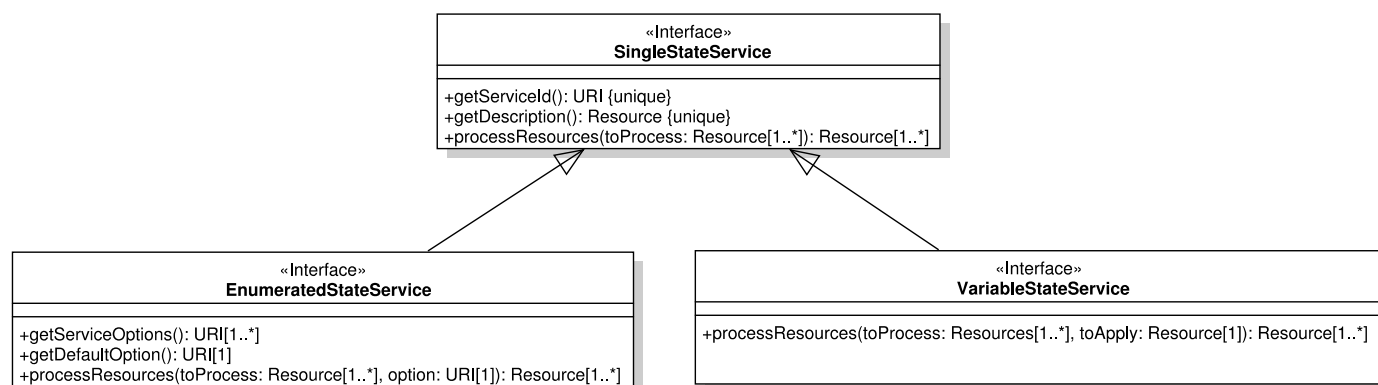 «Interface»
SingleStateService
+getServiceId(): URI {unique}
+getDescription(): Resource {unique}
+processResources(toProcess: Resource[1..*]): Resource[1..*]
«Interface»
EnumeratedStateService
+getServiceOptions(): URI[1..*]
+getDefaultOption(): URI[1]
+processResources(toProcess: Resource[1..*], option: URI[1]): Resource[1..*]
«Interface»
VariableStateService
+processResources(toProcess: Resources[1..*], toApply: Resource[1]): Resource[1..*]